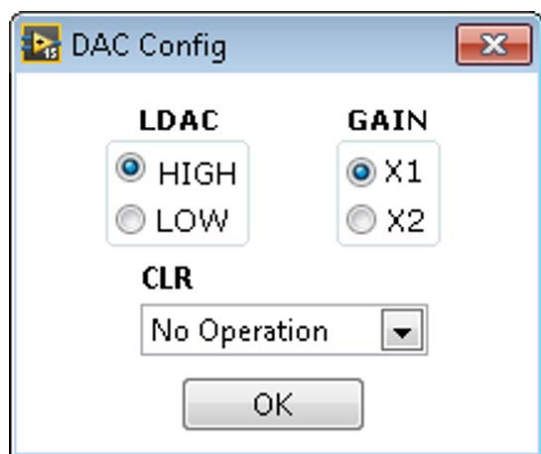 DAC Config
LDAC GAIN
HIGH X1
LOW X2
CLR
No Operation
OK